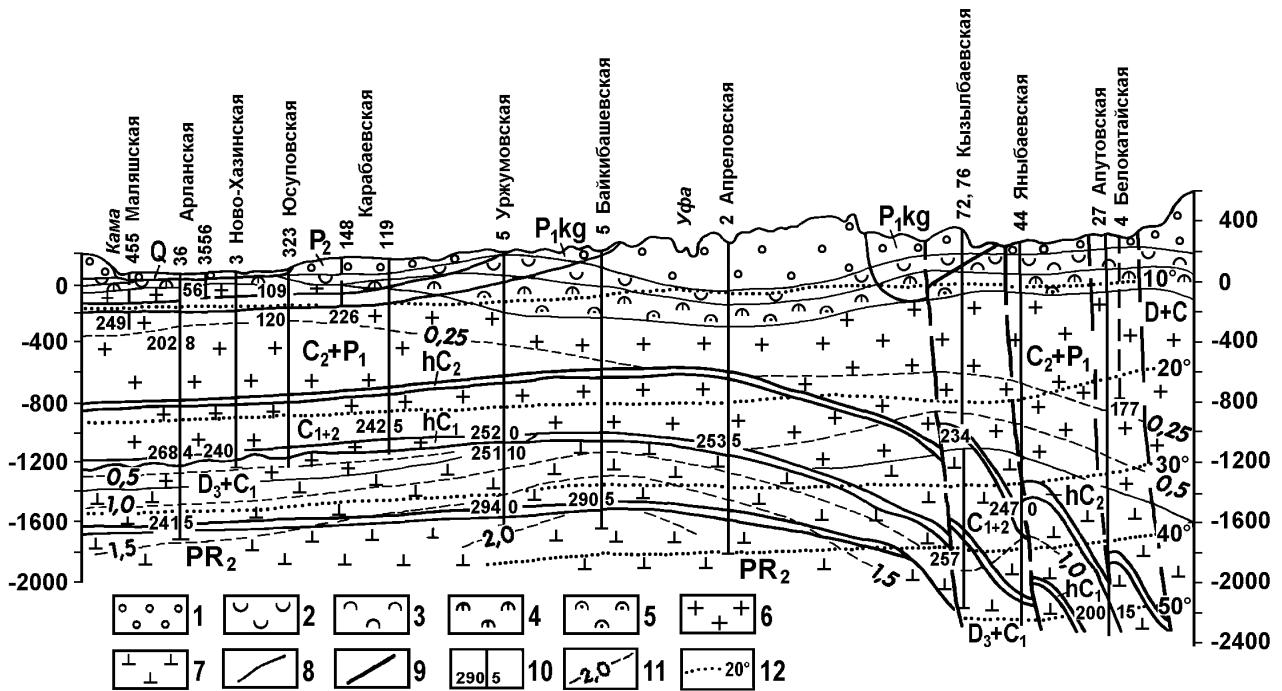 Кама
455 Маляшская
36 Арланская
3556
3 Ново-Хазинская
323 Юсуповская
148 Карабаевская
119
5 Уржумовская
5 Байкибашевская
Уфа
2 Апреловская
72, 76 Кызылбаевская
44 Яныбаевская
27 Апутовская
4 Белокатайская
Q P₂ P₁kg P₁kg
400
0 56 109 0
10°
249 120 226 D+C
202 8 0,25
-400 C₂+P₁ C₂+P₁ -400
hC₂ 20°
-800 177 -800
C₁₊₂ 242 5 hC₁ 252 0 234 0,25
268 4 240 251 10 253 5
-1200 30° -1200
0,5 D₃+C₁ 0,5
1,0 290 5 hC₂
241 5 294 0 247 0
-1600 C₁₊₂ -1600
1,5 PR₂ 2,0 PR₂ 1,5 257 1,0 40°
-2000 hC₁ -2000
200 15 50°
D₃+C₁ -2400
1 2 3 4 5 6
7 8 9 290 5 10 2,0 11 20° 12